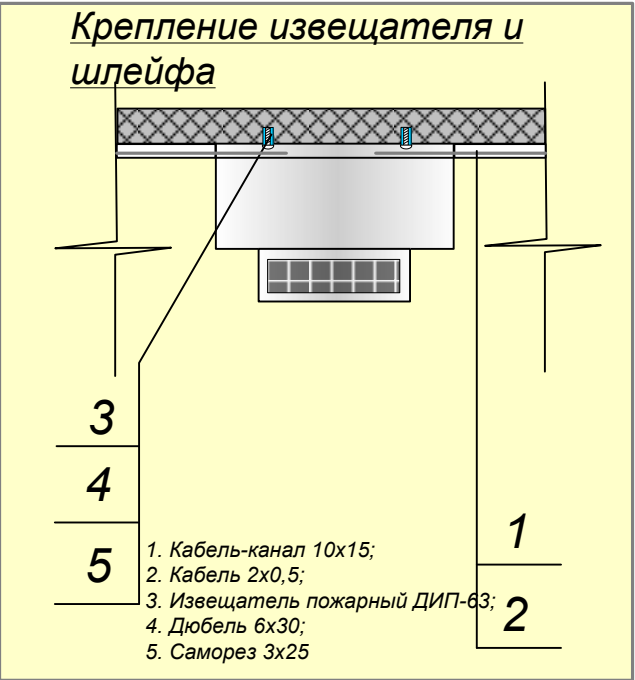 Крепление извещателя и
шлейфа
3
4
5
1
2
1. Кабель-канал 10х15;
2. Кабель 2х0,5;
3. Извещатель пожарный ДИП-63;
4. Дюбель 6х30;
5. Саморез 3х25